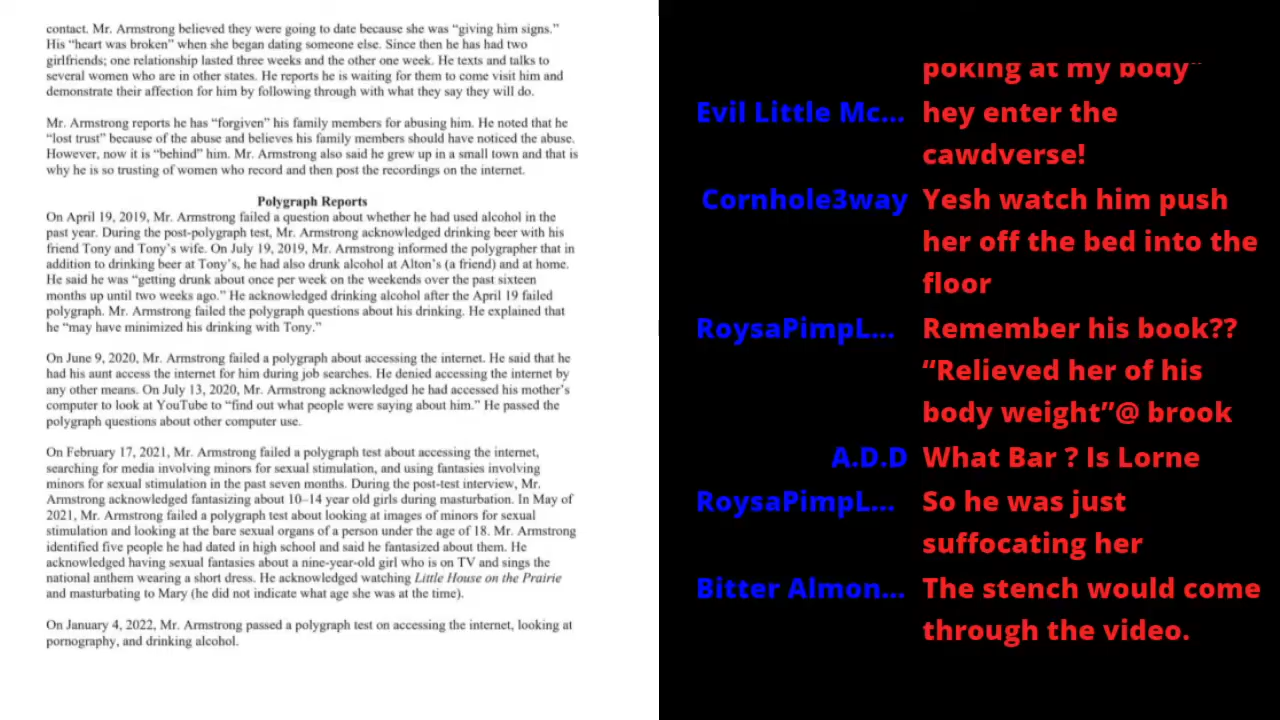 contact. Mr. Armstrong believed they were going to date because she was “giving him signs.”
His “heart was broken” when she began dating someone else. Since then he has had two
girlfriends; one relationship lasted three weeks and the other one week. He texts and talks to
several women who are in other states. He reports he is waiting for them to come visit him and
demonstrate their affection for him by following through with what they say they will do.
Mr. Armstrong reports he has “forgiven” his family members for abusing him. He noted that he
“lost trust” because of the abuse and believes his family members should have noticed the abuse.
However, now it is “behind” him. Mr. Armstrong also said he grew up in a small town and that is
why he is so trusting of women who record and then post the recordings on the internet.
Polygraph Reports
On April 19, 2019, Mr. Armstrong failed a question about whether he had used alcohol in the
past year. During the post-polygraph test, Mr. Armstrong acknowledged drinking beer with his
friend Tony and Tony’s wife. On July 19, 2019, Mr. Armstrong informed the polygrapher that in
addition to drinking beer at Tony’s, he had also drunk alcohol at Alton’s (a friend) and at home.
He said he was “getting drunk about once per week on the weekends over the past sixteen
months up until two weeks ago.” He acknowledged drinking alcohol after the April 19 failed
polygraph. Mr. Armstrong failed the polygraph questions about his drinking. He explained that
he “may have minimized his drinking with Tony.”
On June 9, 2020, Mr. Armstrong failed a polygraph about accessing the internet. He said that he
had his aunt access the internet for him during job searches. He denied accessing the internet by
any other means. On July 13, 2020, Mr. Armstrong acknowledged he had accessed his mother’s
computer to look at YouTube to “find out what people were saying about him.” He passed the
polygraph questions about other computer use.
On February 17, 2021, Mr. Armstrong failed a polygraph test about accessing the internet,
searching for media involving minors for sexual stimulation, and using fantasies involving
minors for sexual stimulation in the past seven months. During the post-test interview, Mr.
Armstrong acknowledged fantasizing about 10–14 year old girls during masturbation. In May of
2021, Mr. Armstrong failed a polygraph test about looking at images of minors for sexual
stimulation and looking at the bare sexual organs of a person under the age of 18. Mr. Armstrong
identified five people he had dated in high school and said he fantasized about them. He
acknowledged having sexual fantasies about a nine-year-old girl who is on TV and sings the
national anthem wearing a short dress. He acknowledged watching Little House on the Prairie
and masturbating to Mary (he did not indicate what age she was at the time).
On January 4, 2022, Mr. Armstrong passed a polygraph test on accessing the internet, looking at
pornography, and drinking alcohol.
poking at my body”
Evil Little Mc... hey enter the
cawdverse!
Cornhole3way Yesh watch him push
her off the bed into the
floor
RoysaPimpL... Remember his book??
“Relieved her of his
body weight”@ brook
A.D.D What Bar ? Is Lorne
RoysaPimpL... So he was just
suffocating her
Bitter Almon... The stench would come
through the video.